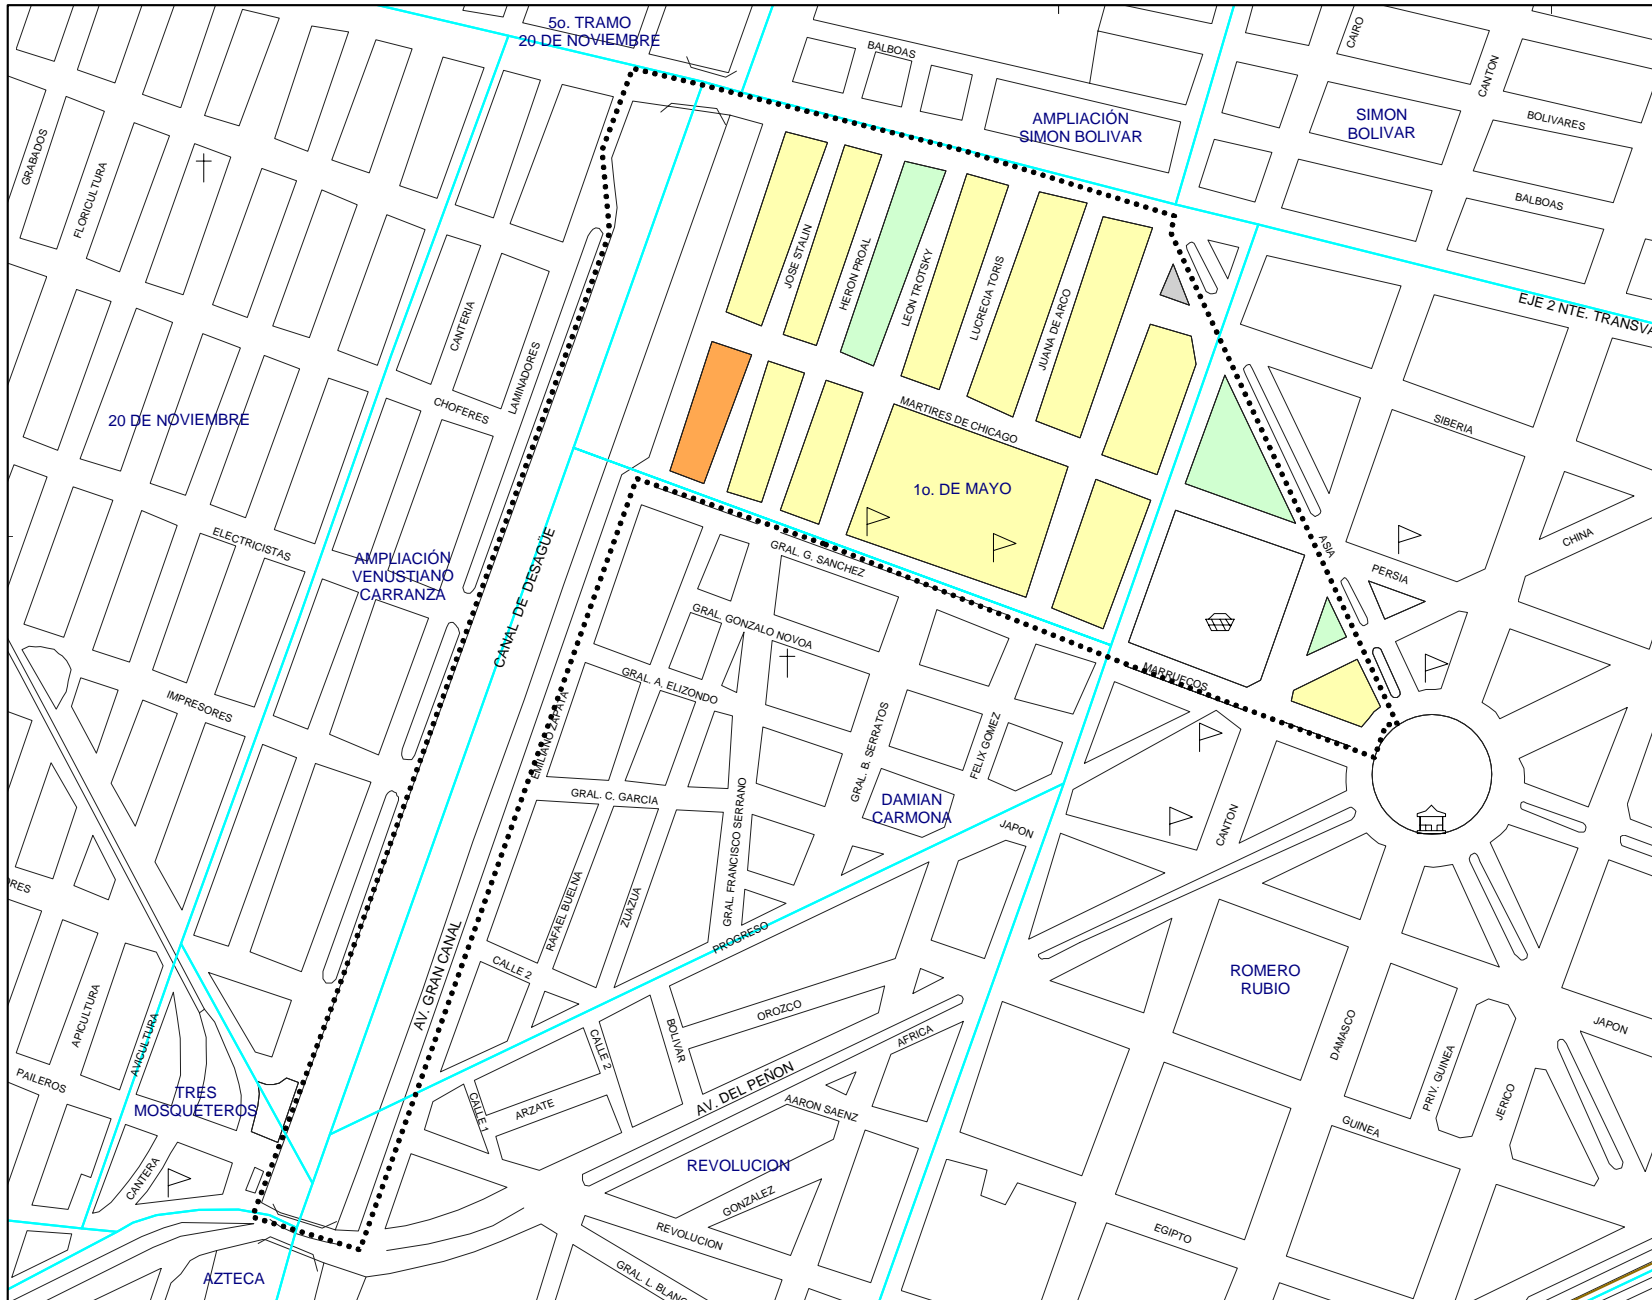 5o. TRAMO
20 DE NOVIEMBRE
BALBOAS
CAIRO
CANTON
AMPLIACIÓN
SIMON BOLIVAR
SIMON
BOLIVAR
BOLIVARES
BALBOAS
GRABADOS
FLORICULTURA
JOSE STALIN
HERON PROAL
LEON TROTSKY
LUCRECIA TORIS
JUANA DE ARCO
EJE 2 NTE. TRANSVA
CANTERIA
LAMINADORES
CHOFERES
20 DE NOVIEMBRE
MARTIRES DE CHICAGO
SIBERIA
1o. DE MAYO
ELECTRICISTAS
AMPLIACIÓN
VENUSTIANO
CARRANZA
CANAL DE DESAGÜE
GRAL. G. SANCHEZ
ASIA
PERSIA
CHINA
GRAL. GONZALO NOVOA
GRAL. A. ELIZONDO
MARRUECOS
IMPRESORES
EMILIANO ZAPATA
GRAL. B. SERRATOS
FELIX GOMEZ
GRAL. C. GARCIA
GRAL. FRANCISCO SERRANO
DAMIAN
CARMONA
JAPON
CANTON
ORES
RAFAEL BUELNA
ZUAZUA
PROGRESO
CALLE 2
AV. GRAN CANAL
ROMERO
RUBIO
APICULTURA
AVICULTURA
OROZCO
BOLIVAR
CALLE 2
AFRICA
DAMASCO
JAPON
PAILEROS
TRES
MOSQUETEROS
CALLE 1
ARZATE
AV. DEL PEÑON
AARON SAENZ
PRIV. GUINEA
JERICO
GUINEA
CANTERA
REVOLUCION
GONZALEZ
REVOLUCION
EGIPTO
AZTECA
GRAL. L. BLANC